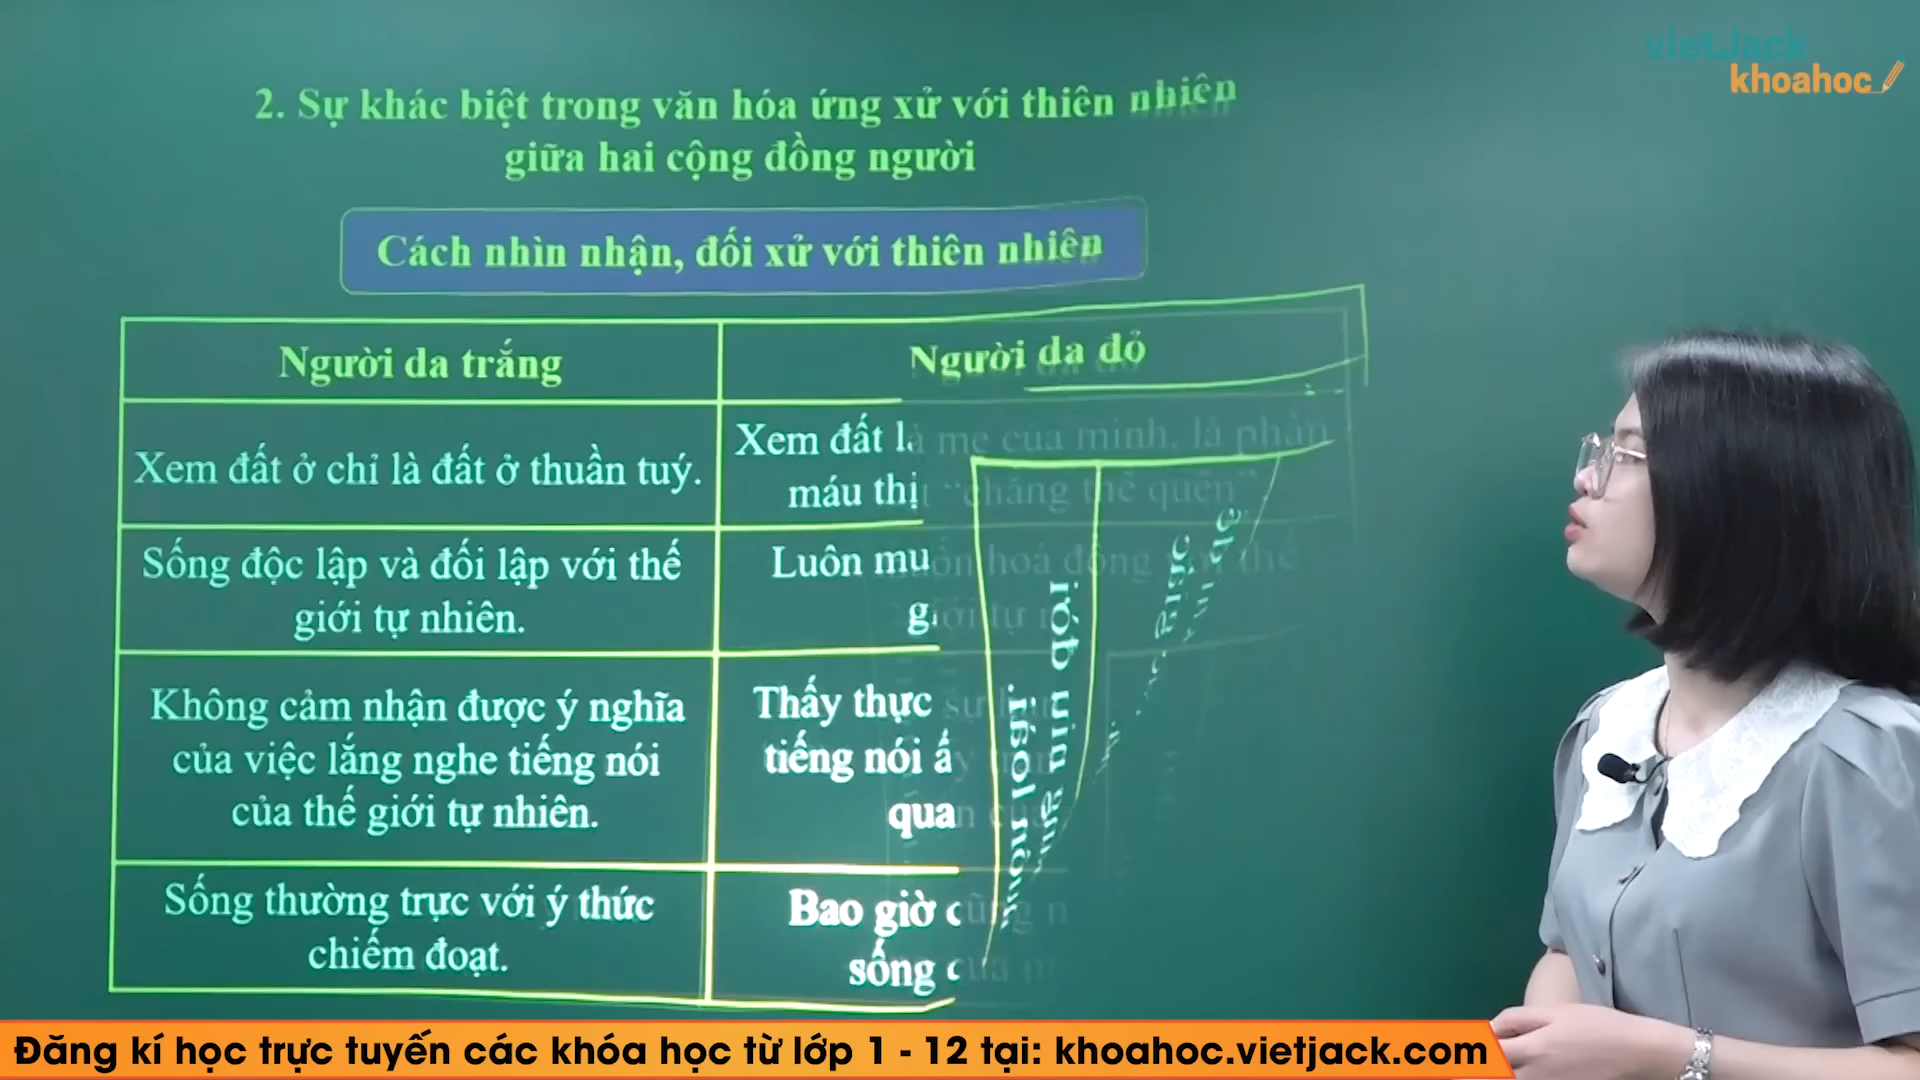 vietJack
khoahoc
2. Sự khác biệt trong văn hóa ứng xử với thiên nhiên
giữa hai cộng đồng người
Cách nhìn nhận, đối xử với thiên nhiên
Người da trắng
Người da đỏ
Xem đất ở chỉ là đất ở thuần tuý.
Xem đất là mẹ của mình, là phần
máu thịt “chẳng thể quên”.
Sống độc lập và đối lập với thế
giới tự nhiên.
Luôn muốn hoà đồng với thế
giới tự
Không cảm nhận được ý nghĩa
của việc lắng nghe tiếng nói
của thế giới tự nhiên.
Thấy thực sự
tiếng nói
quan
Sống thường trực với ý thức
chiếm đoạt.
Bao giờ cũng
sống của
Đăng kí học trực tuyến các khóa học từ lớp 1 - 12 tại: khoahoc.vietjack.com